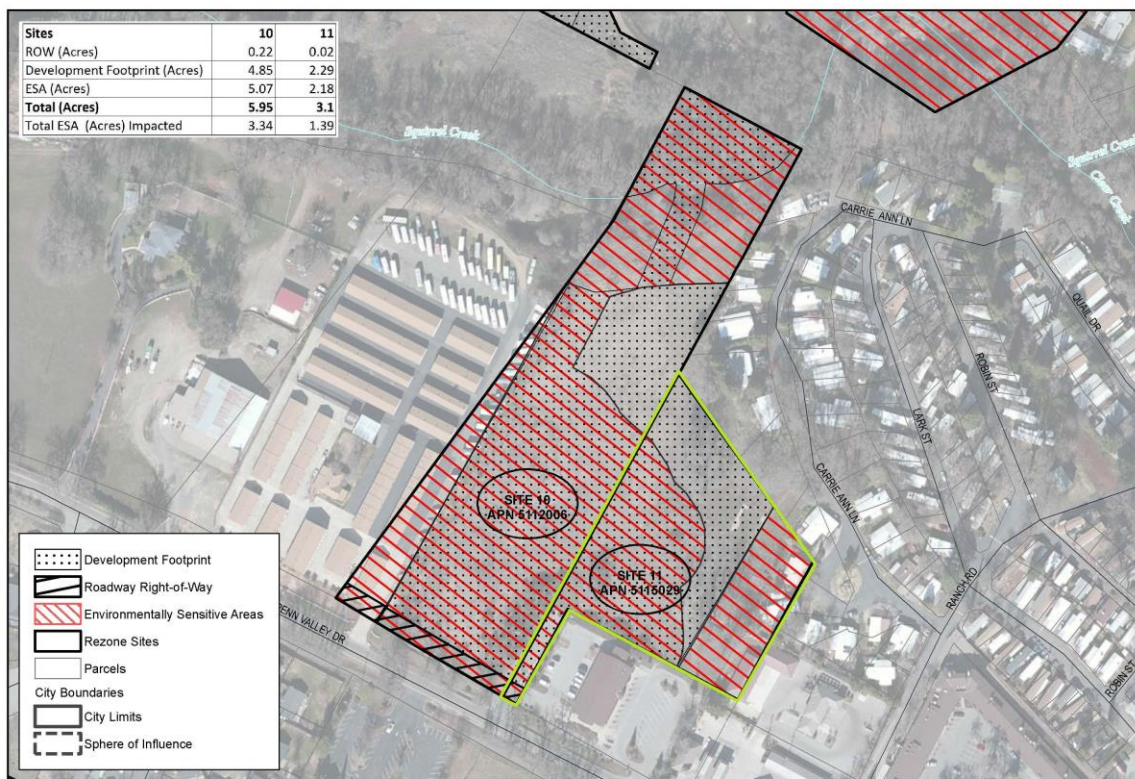 Sites 10 11
ROW (Acres) 0.22 0.02
Development Footprint (Acres) 4.85 2.29
ESA (Acres) 5.07 2.18
Total (Acres) 5.95 3.1
Total ESA (Acres) Impacted 3.34 1.39
Squirrel Creek
Squirrel Creek
Clear Creek
CARRIE ANN LN
QUAIL DR
ROBIN ST
LARK ST
CARRIE ANN LN
SITE 10
APN 5112006
SITE 11
APN 5115029
RANCH RD
PENN VALLEY DR
ROBIN ST
Development Footprint
Roadway Right-of-Way
Environmentally Sensitive Areas
Rezone Sites
Parcels
City Boundaries
City Limits
Sphere of Influence